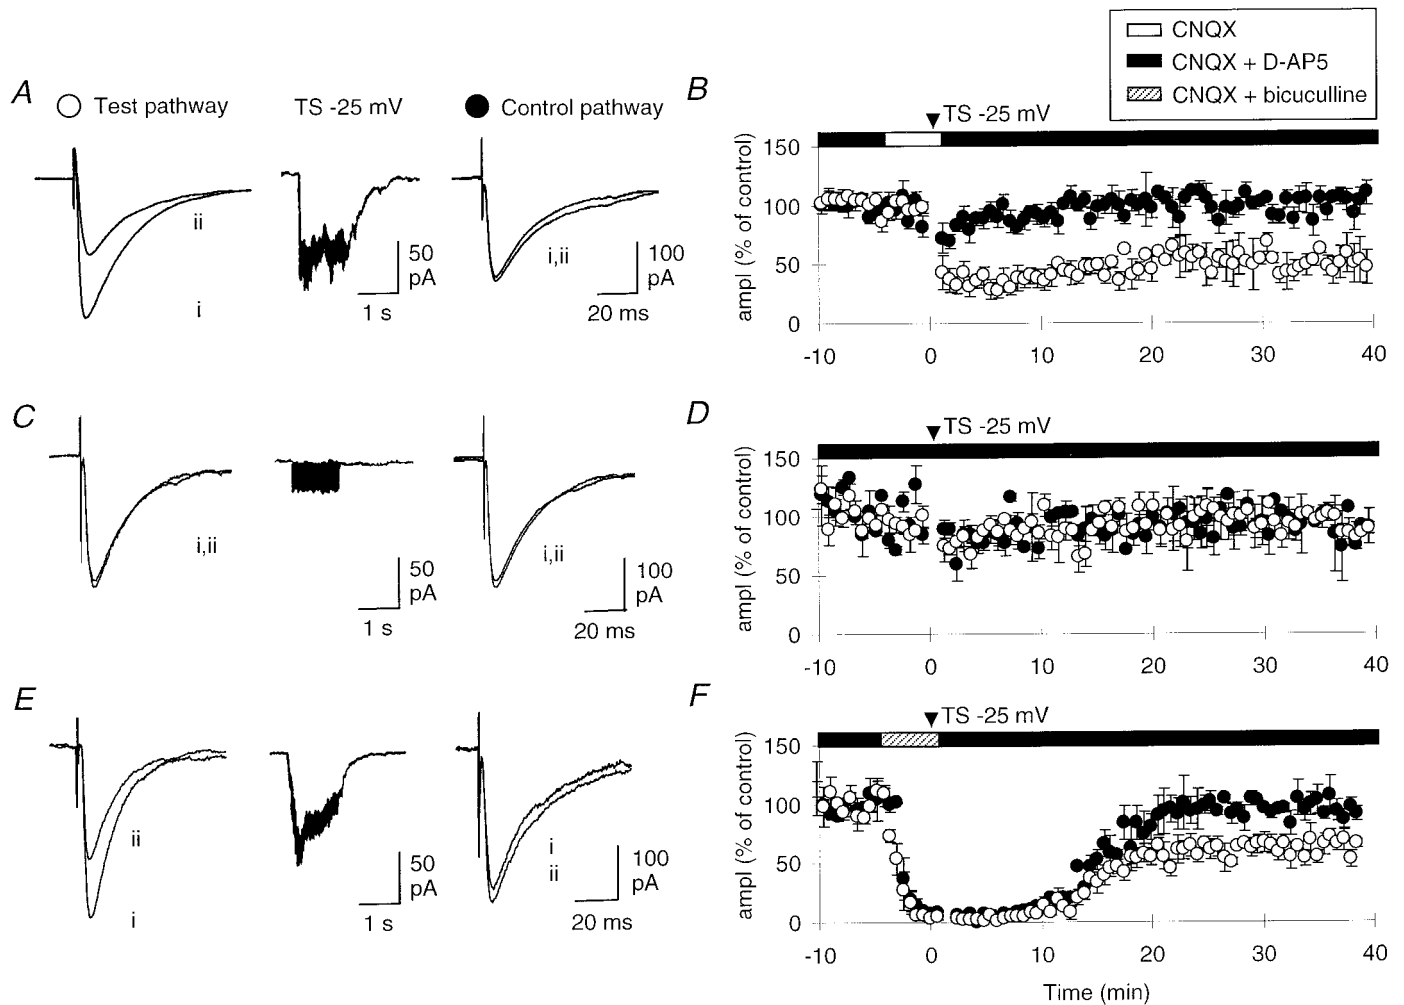 CNQX
CNQX + D-AP5
CNQX + bicuculline
A
Test pathway
TS -25 mV
Control pathway
ii
i
50
pA
1 s
i,ii
100
pA
20 ms
B
TS -25 mV
ampl (% of control)
150
100
50
0
-10
0
10
20
30
40
C
i,ii
50
pA
1 s
i,ii
100
pA
20 ms
D
TS -25 mV
ampl (% of control)
150
100
50
0
-10
0
10
20
30
40
E
ii
i
50
pA
1 s
i
ii
100
pA
20 ms
F
TS -25 mV
ampl (% of control)
150
100
50
0
-10
0
10
20
30
40
Time (min)